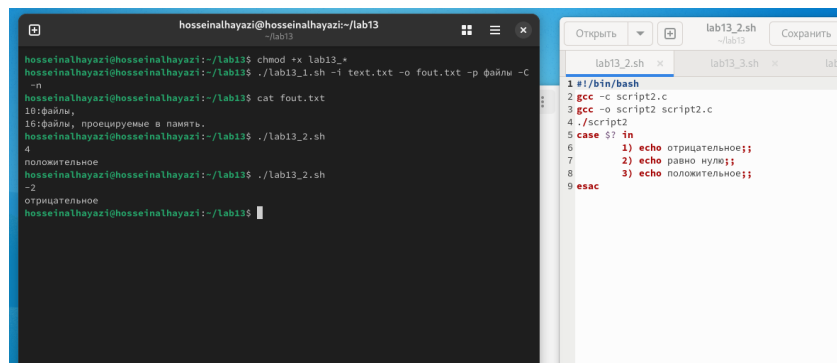 hosseinalhayazi@hosseinalhayazi:~/lab13
~/lab13
hosseinalhayazi@hosseinalhayazi:~/lab13$ chmod +x lab13_*
hosseinalhayazi@hosseinalhayazi:~/lab13$ ./lab13_1.sh -i text.txt -o fout.txt -p файлы -C
-n
hosseinalhayazi@hosseinalhayazi:~/lab13$ cat fout.txt
10:файлы,
16:файлы, проецируемые в память.
hosseinalhayazi@hosseinalhayazi:~/lab13$ ./lab13_2.sh
4
положительное
hosseinalhayazi@hosseinalhayazi:~/lab13$ ./lab13_2.sh
-2
отрицательное
hosseinalhayazi@hosseinalhayazi:~/lab13$
Открыть
lab13_2.sh
~/lab13
Сохранить
lab13_2.sh × lab13_3.sh × lab
1 #!/bin/bash
2 gcc -c script2.c
3 gcc -o script2 script2.c
4 ./script2
5 case $? in
6 1) echo отрицательное;;
7 2) echo равно нулю;;
8 3) echo положительное;;
9 esac